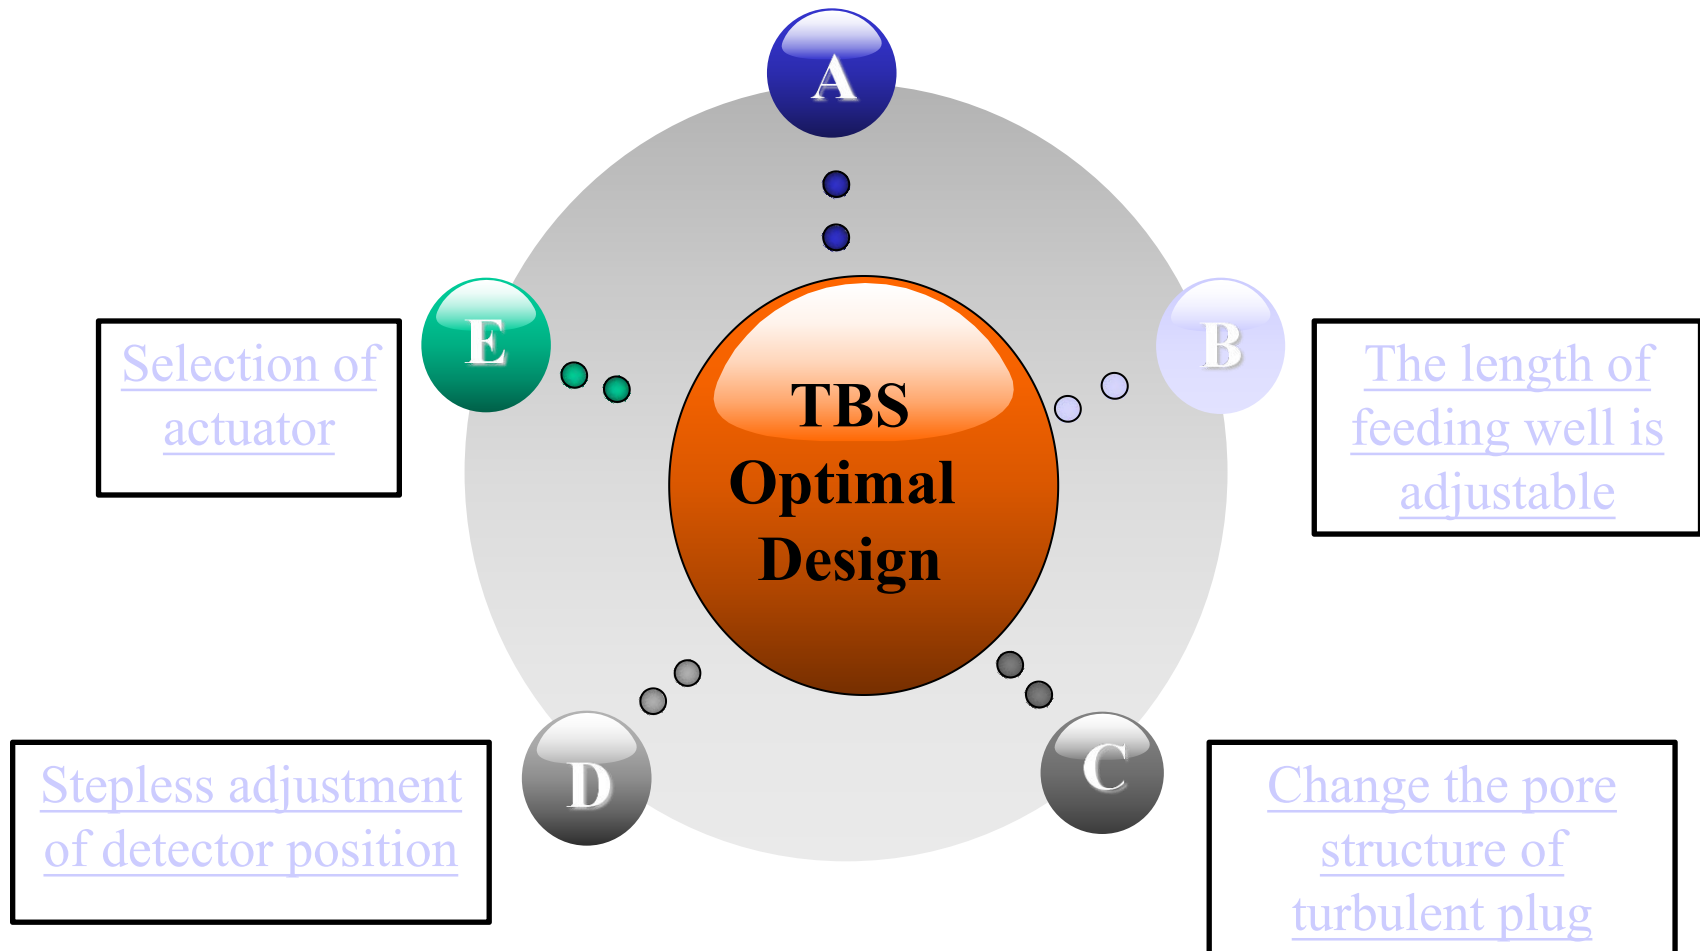 A
E
B
Selection of
actuator
TBS
Optimal
Design
The length of
feeding well is
adjustable
D
C
Stepless adjustment
of detector position
Change the pore
structure of
turbulent plug